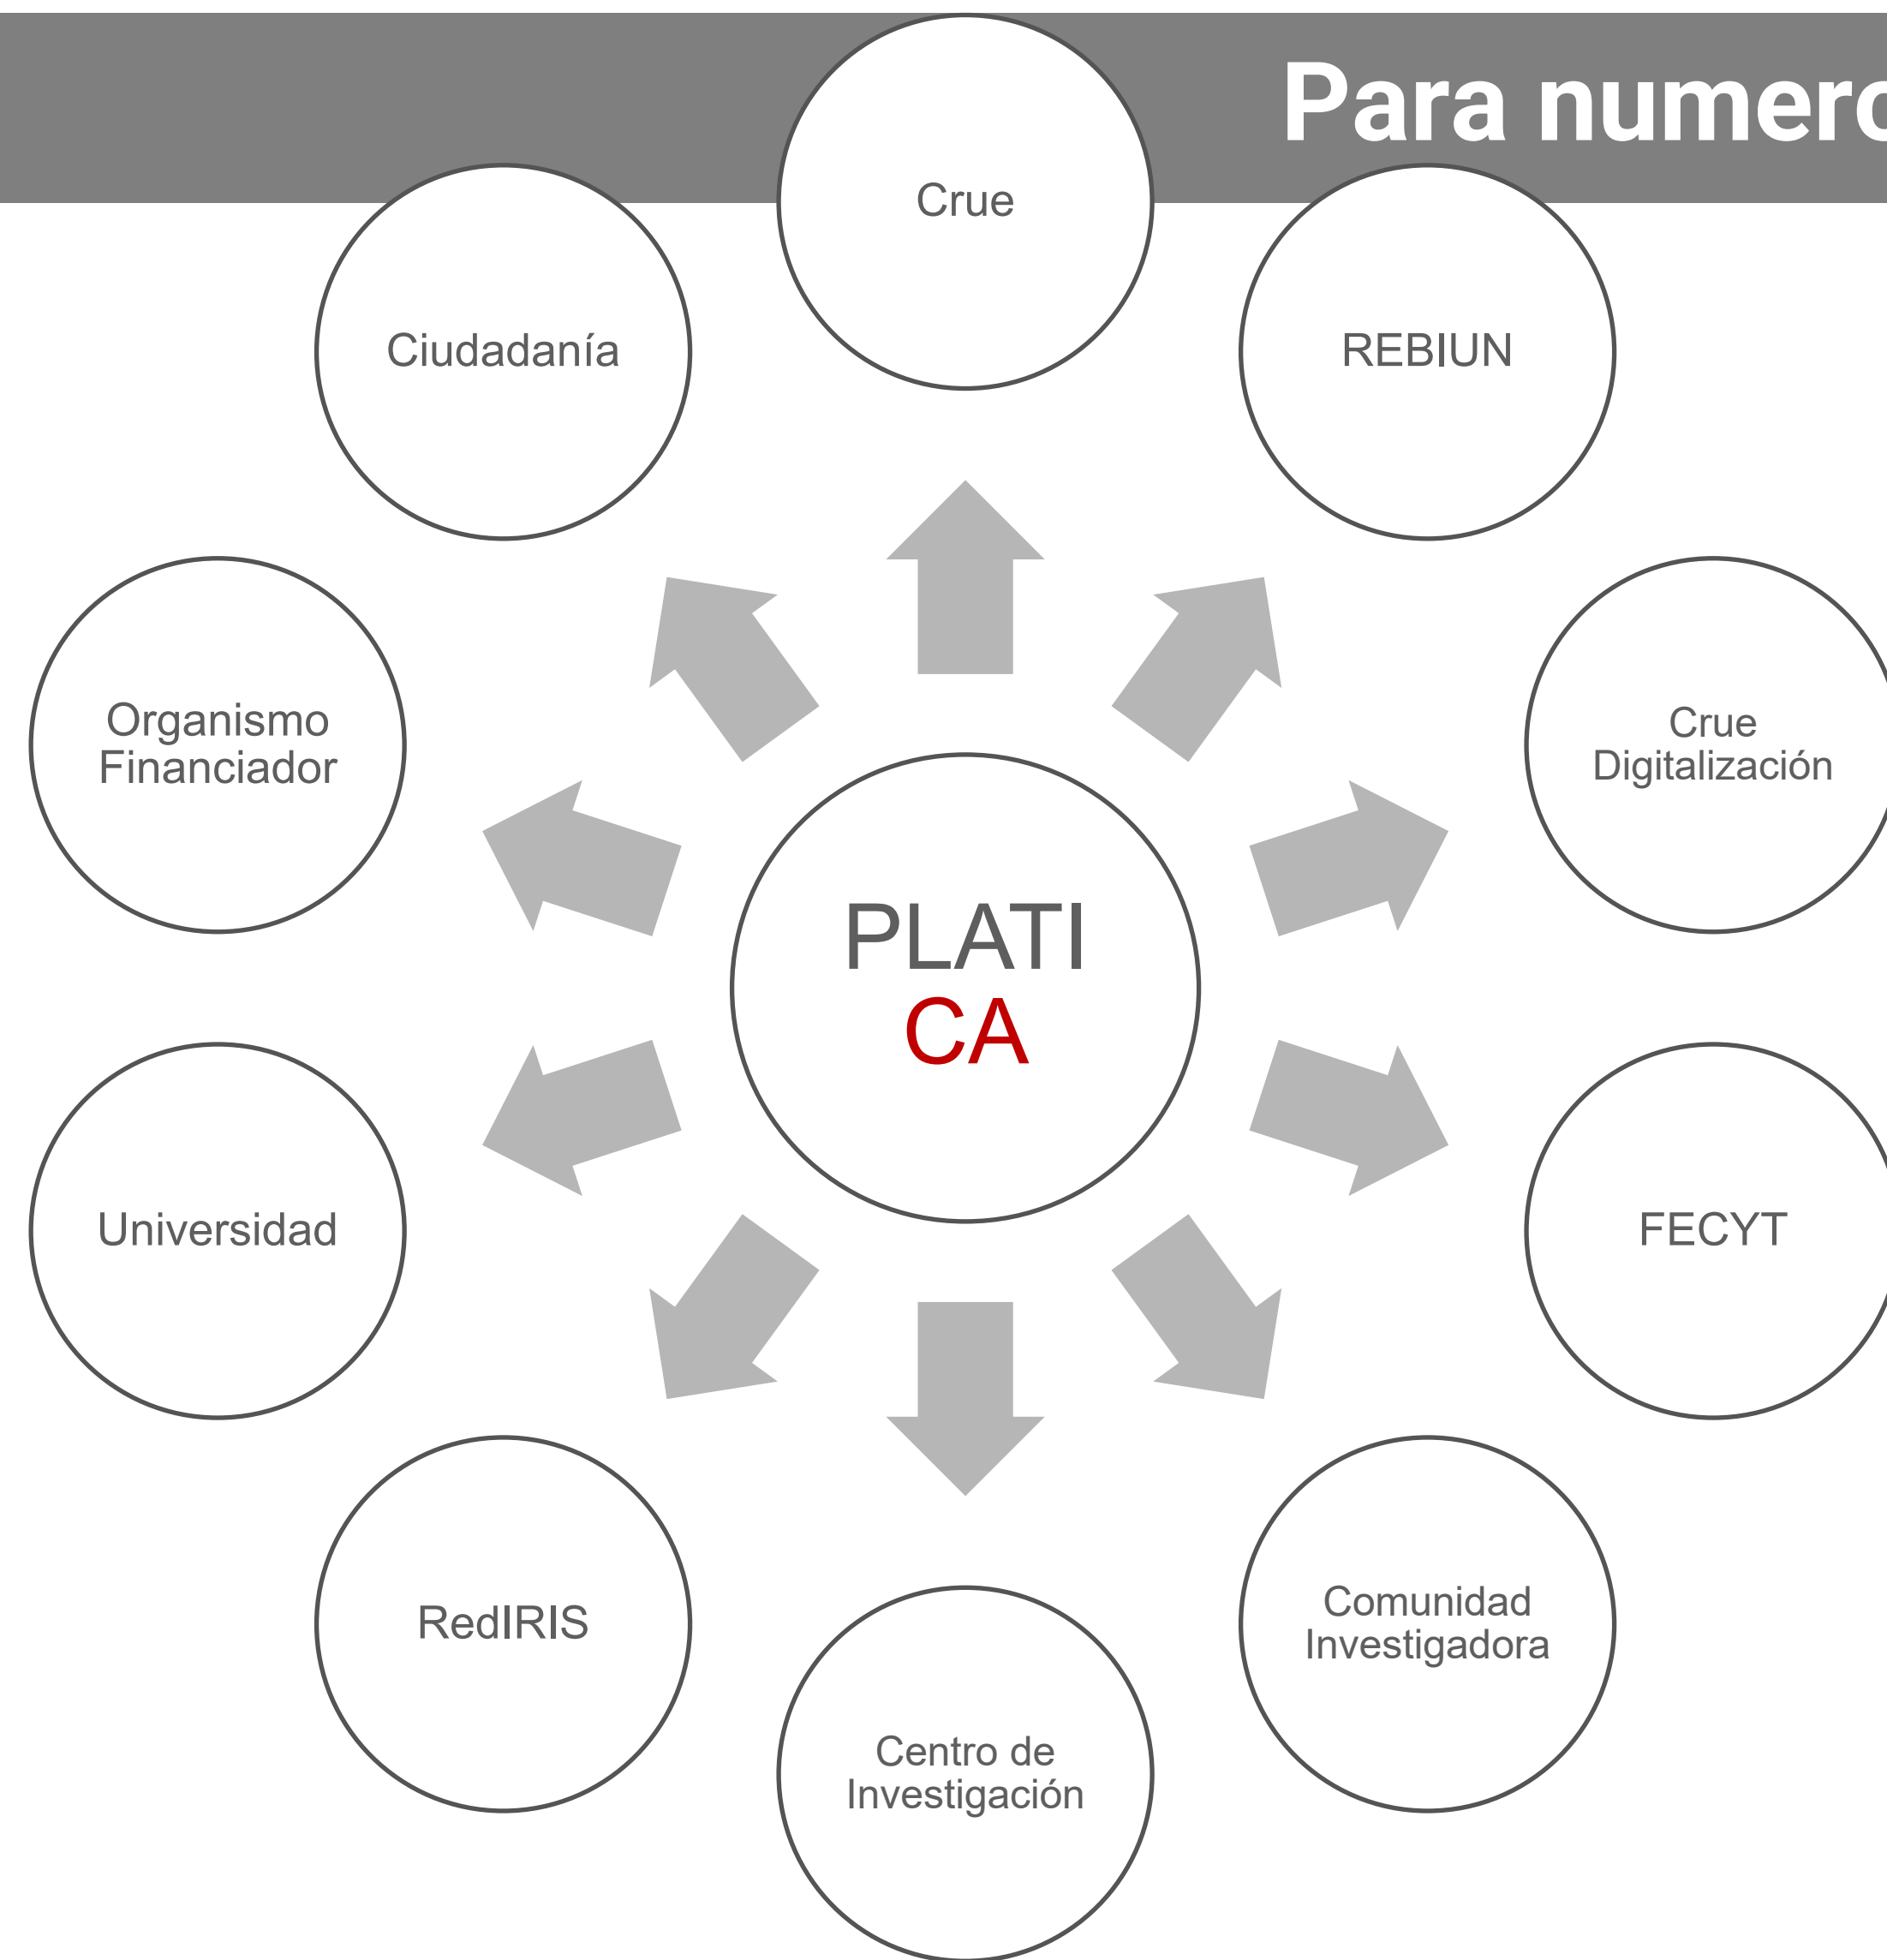 Para numero
Crue
REBIUN
Crue
Digitalización
FECYT
Comunidad
Investigadora
Centro de
Investigación
RedIRIS
Universidad
Organismo
Financiador
Ciudadanía
PLATI
CA